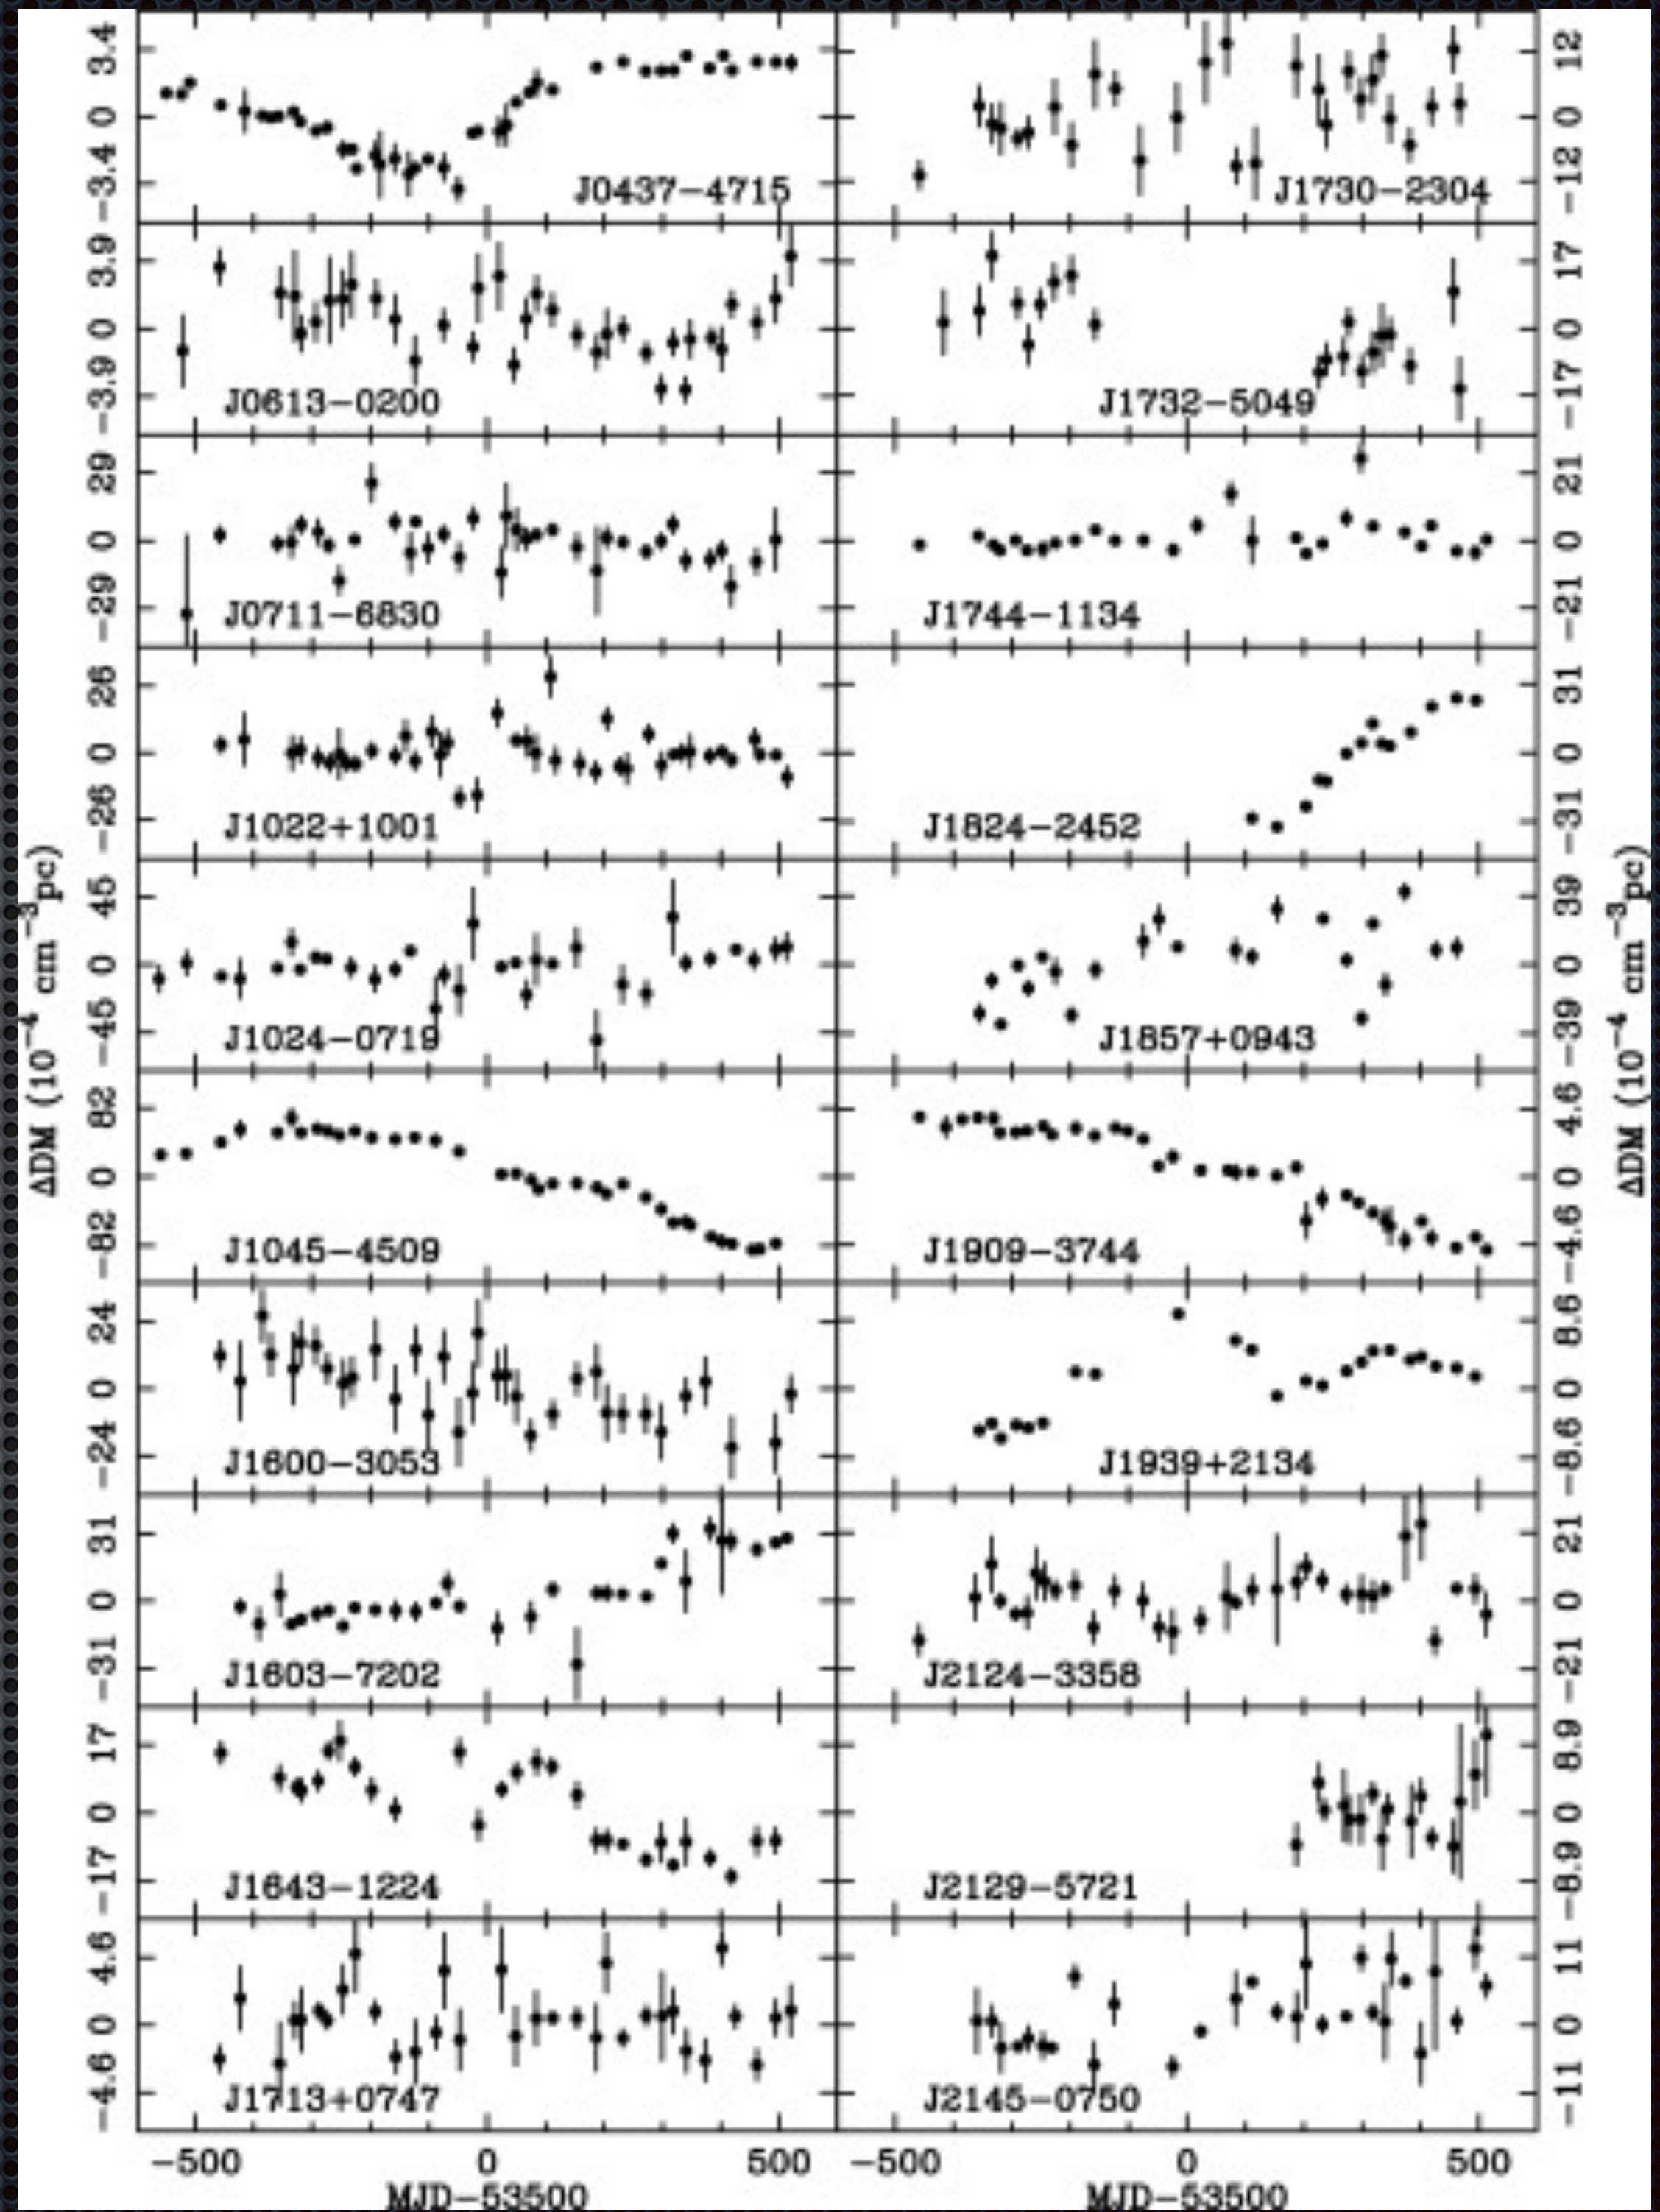 3.4 0 −3.4 J0437−4715
12 0 −12 J1730−2304
3.9 0 −3.9 J0613−0200
17 0 −17 J1732−5049
29 0 −29 J0711−6830
21 0 −21 J1744−1134
26 0 −26 J1022+1001
31 0 −31 J1824−2452
45 0 −45 J1024−0719
39 0 −39 J1857+0943
82 0 −82 J1045−4509
4.6 0 −4.6 J1909−3744
24 0 −24 J1600−3053
8.6 0 −8.6 J1939+2134
31 0 −31 J1603−7202
21 0 −21 J2124−3358
17 0 −17 J1643−1224
8.9 0 −8.9 J2129−5721
4.6 0 −4.6 J1713+0747
11 0 −11 J2145−0750
ΔDM (10⁻⁴ cm⁻³pc)
ΔDM (10⁻⁴ cm⁻³pc)
−500 0 500 −500 0 500
MJD−53500 MJD−53500